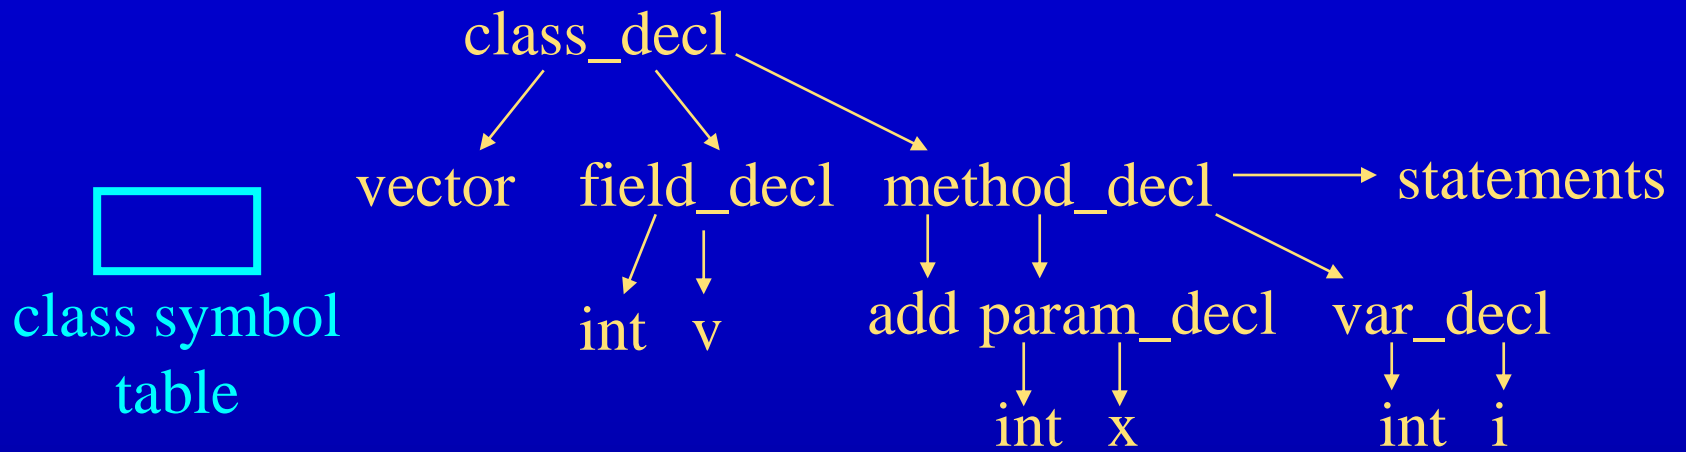 class_decl
vector field_decl method_decl statements
class symbol
table
int v
add param_decl var_decl
int x int i